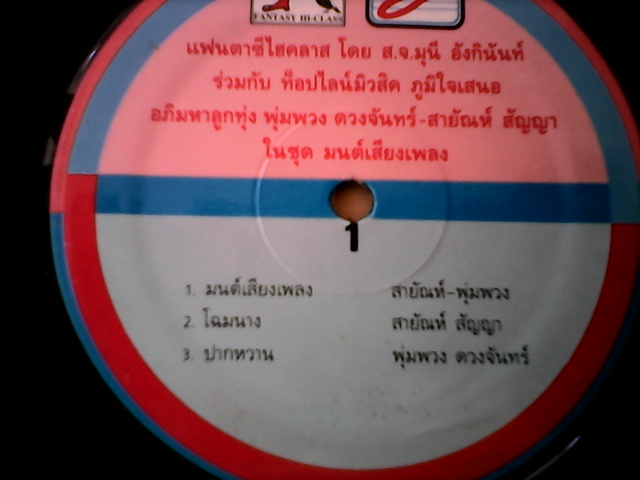 FANTASY HI-CLASS
แฟนตาซีไฮคลาส โดย ส.จ.มุนี อังกินันท์
ร่วมกับ ท็อปไลน์มิวสิค ภูมิใจเสนอ
อภิมหาลูกทุ่ง พุ่มพวง ดวงจันทร์-สายัณห์ สัญญา
ในชุด มนต์เสียงเพลง
1
1. มนต์เสียงเพลง สายัณห์-พุ่มพวง
2. โฉมนาง สายัณห์ สัญญา
3. ปากหวาน พุ่มพวง ดวงจันทร์